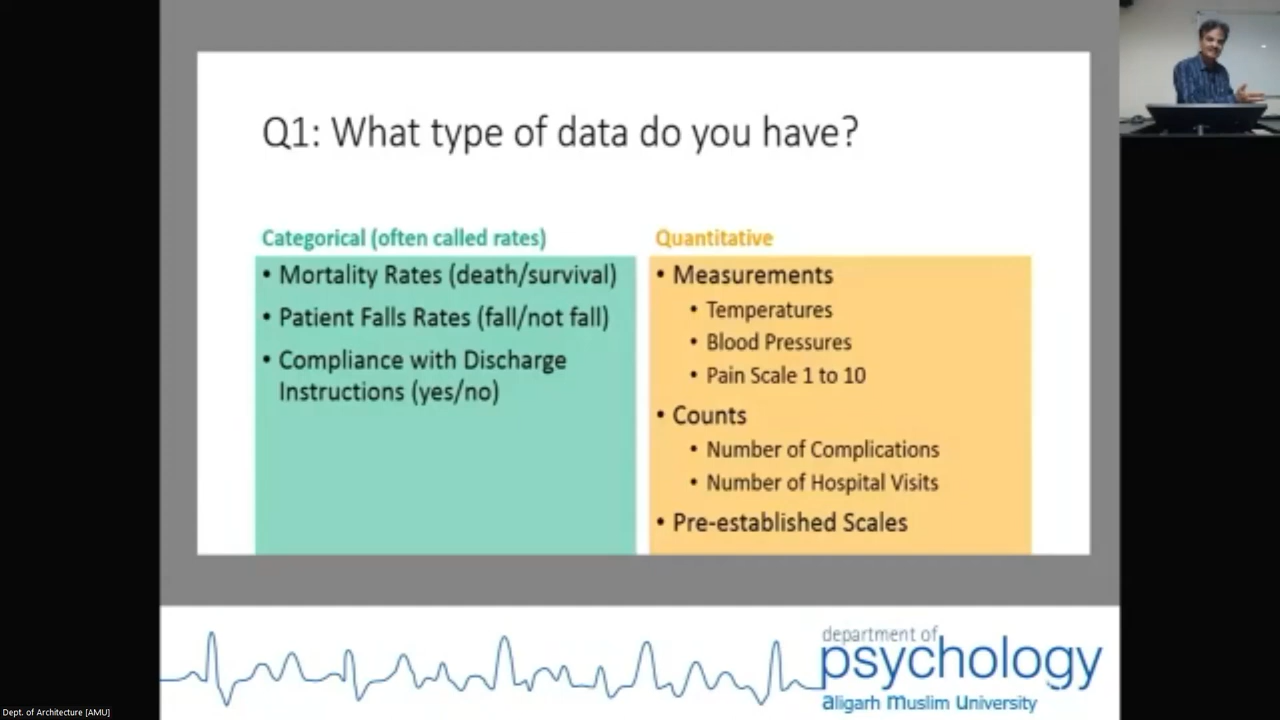 Q1: What type of data do you have?
Categorical (often called rates)
• Mortality Rates (death/survival)
• Patient Falls Rates (fall/not fall)
• Compliance with Discharge
Instructions (yes/no)
Quantitative
• Measurements
• Temperatures
• Blood Pressures
• Pain Scale 1 to 10
• Counts
• Number of Complications
• Number of Hospital Visits
• Pre-established Scales
department of
psychology
aligarh muslim university
Dept. of Architecture [AMU]